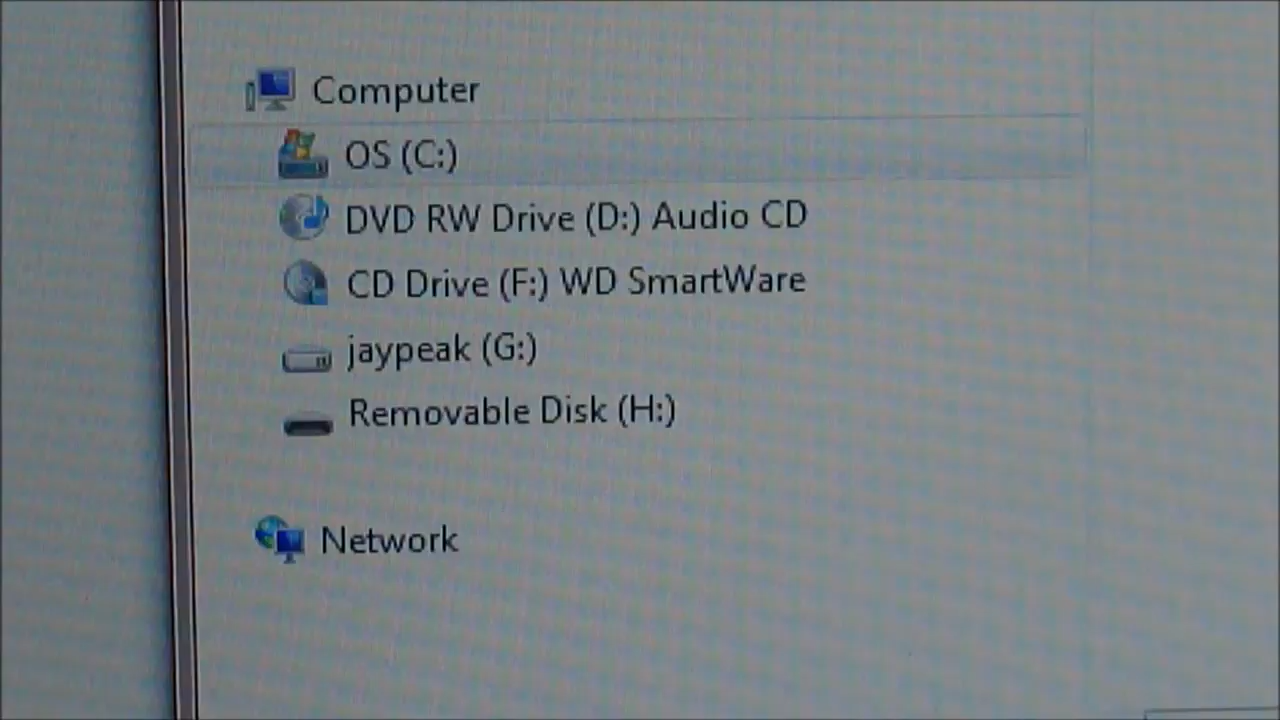 Computer
OS (C:)
DVD RW Drive (D:) Audio CD
CD Drive (F:) WD SmartWare
jaypeak (G:)
Removable Disk (H:)
Network